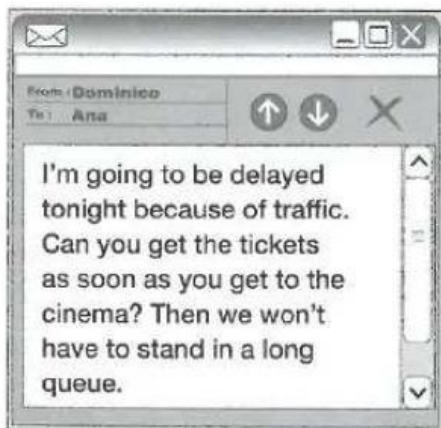 From: Dominico
To: Ana
I'm going to be delayed
tonight because of traffic.
Can you get the tickets
as soon as you get to the
cinema? Then we won't
have to stand in a long
queue.